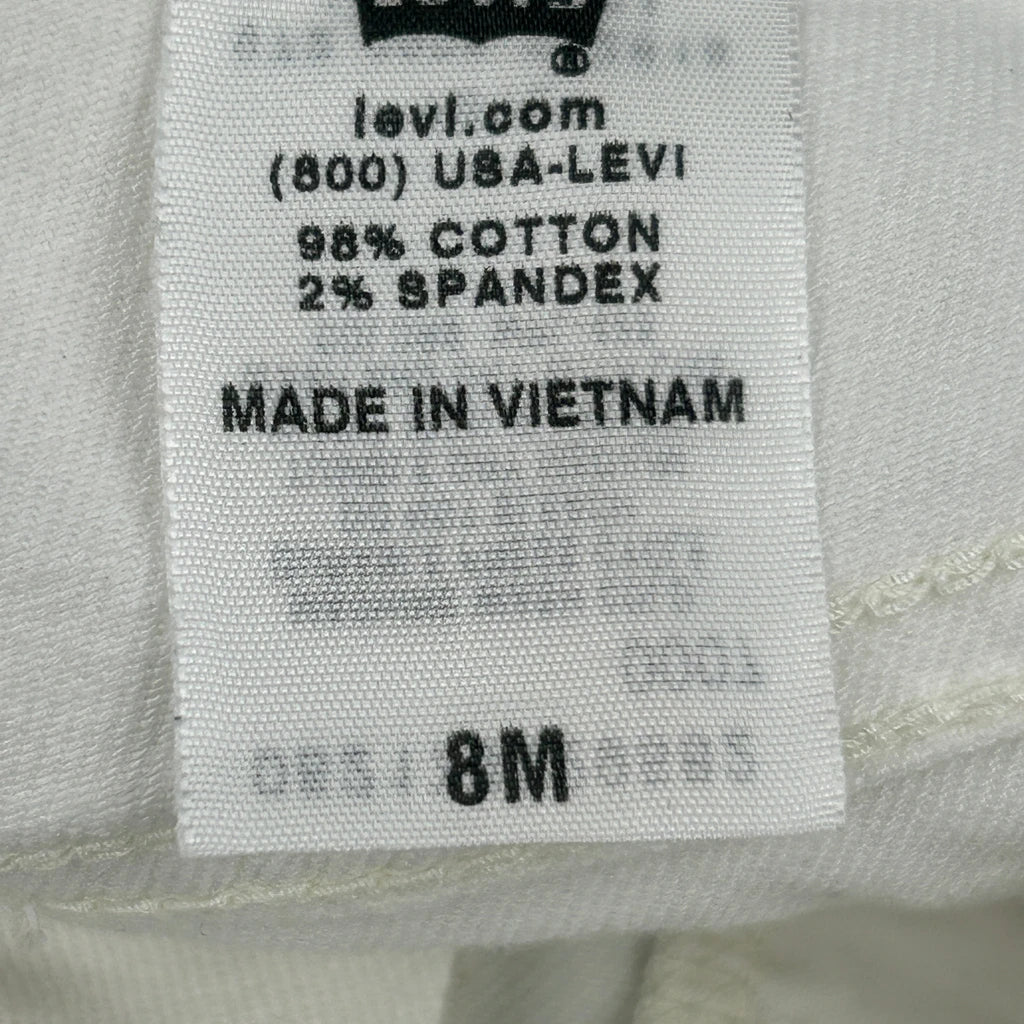 ®
levi.com
(800) USA-LEVI
98% COTTON
2% SPANDEX
MADE IN VIETNAM
8M